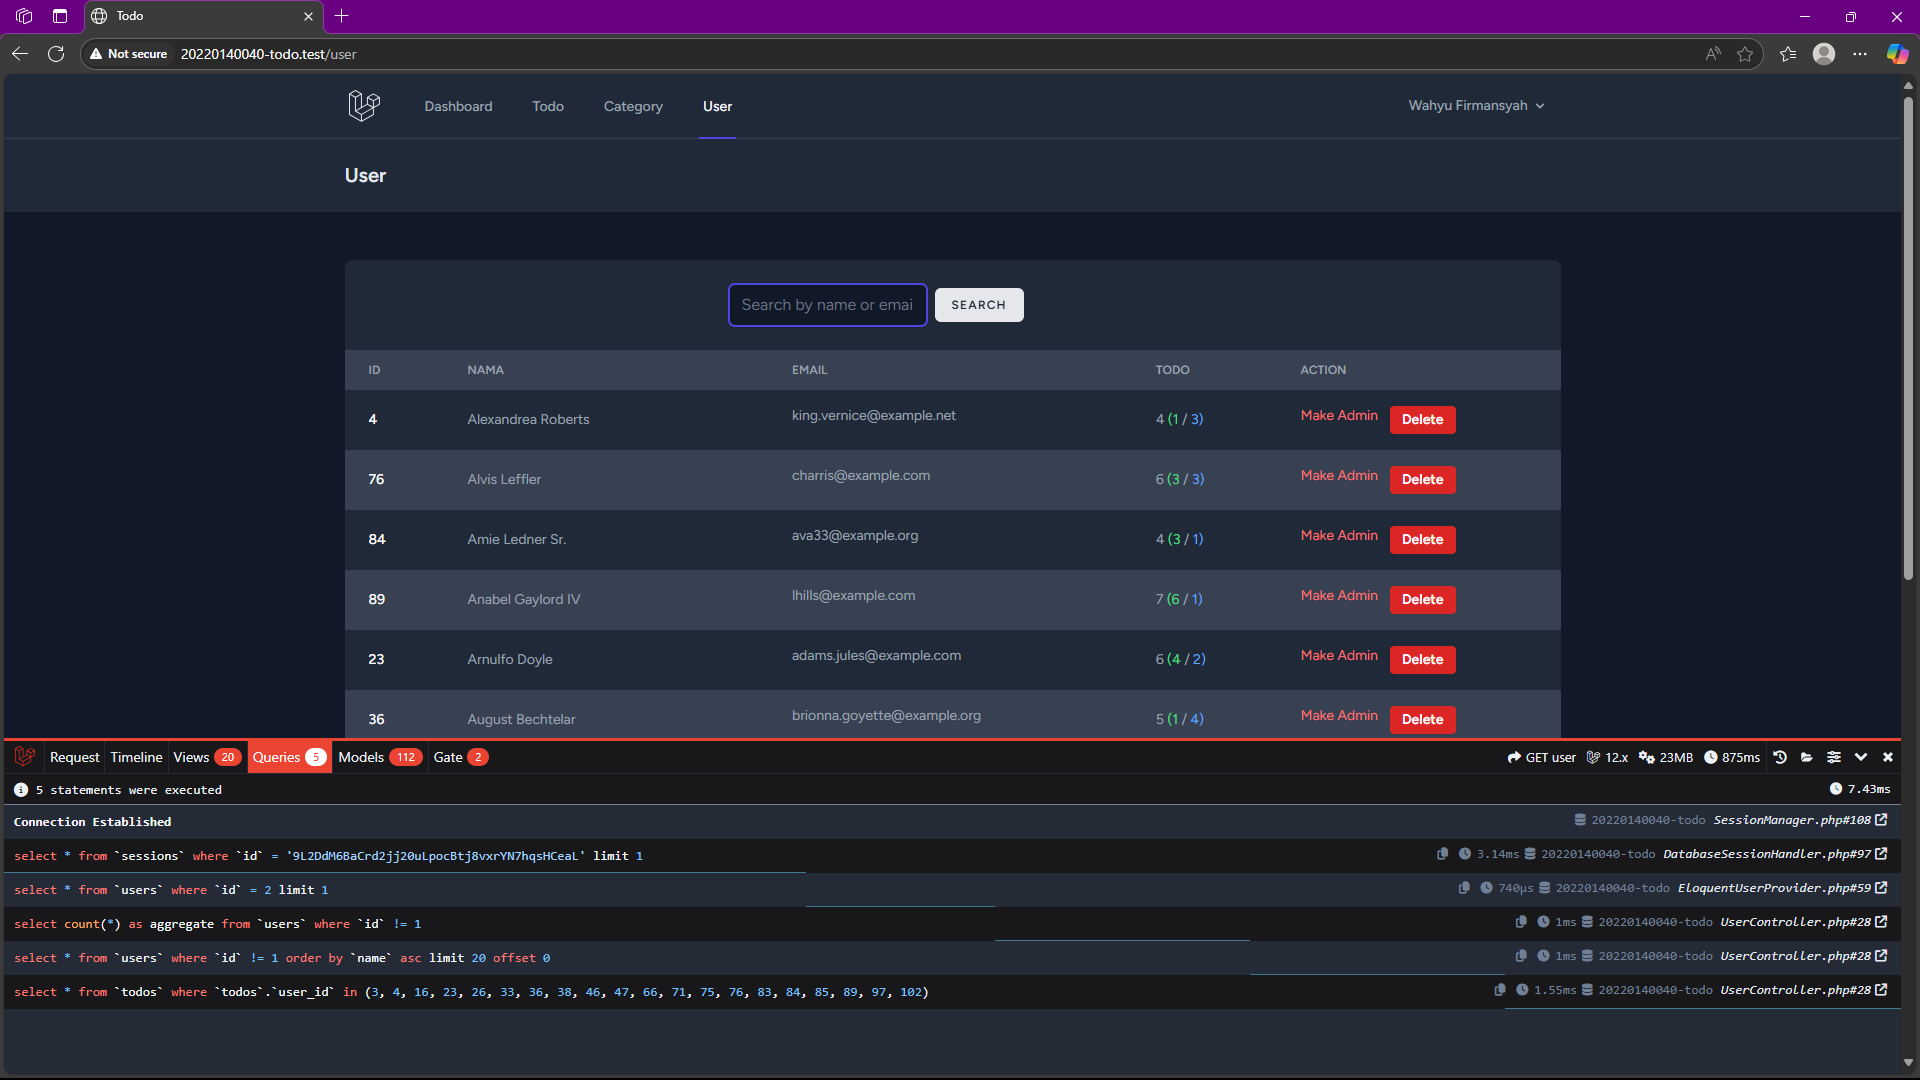 Todo
Not secure 20220140040-todo.test/user
Dashboard Todo Category User Wahyu Firmansyah
User
Search by name or emai SEARCH
ID NAMA EMAIL TODO ACTION
4 Alexandrea Roberts king.vernice@example.net 4 (1 / 3) Make Admin Delete
76 Alvis Leffler charris@example.com 6 (3 / 3) Make Admin Delete
84 Amie Ledner Sr. ava33@example.org 4 (3 / 1) Make Admin Delete
89 Anabel Gaylord IV lhills@example.com 7 (6 / 1) Make Admin Delete
23 Arnulfo Doyle adams.jules@example.com 6 (4 / 2) Make Admin Delete
36 August Bechtelar brionna.goyette@example.org 5 (1 / 4) Make Admin Delete
Request Timeline Views 20 Queries 5 Models 112 Gate 2 GET user 12.x 23MB 875ms
5 statements were executed 7.43ms
Connection Established 20220140040-todo SessionManager.php#108
select * from `sessions` where `id` = '9L2DdM6BaCrd2jj20uLpocBtj8vxrYN7hqsHCeaL' limit 1 3.14ms 20220140040-todo DatabaseSessionHandler.php#97
select * from `users` where `id` = 2 limit 1 740μs 20220140040-todo EloquentUserProvider.php#59
select count(*) as aggregate from `users` where `id` != 1 1ms 20220140040-todo UserController.php#28
select * from `users` where `id` != 1 order by `name` asc limit 20 offset 0 1ms 20220140040-todo UserController.php#28
select * from `todos` where `todos`.`user_id` in (3, 4, 16, 23, 26, 33, 36, 38, 46, 47, 66, 71, 75, 76, 83, 84, 85, 89, 97, 102) 1.55ms 20220140040-todo UserController.php#28